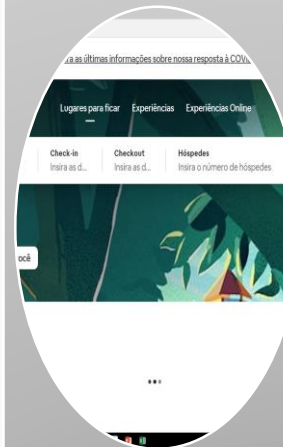 as últimas informações sobre nossa resposta à
Lugares para ficar Experiências Experiências Online
Check-in Checkout Hóspedes
Insira as d... Insira as d... Insira o número de hóspedes
ocê